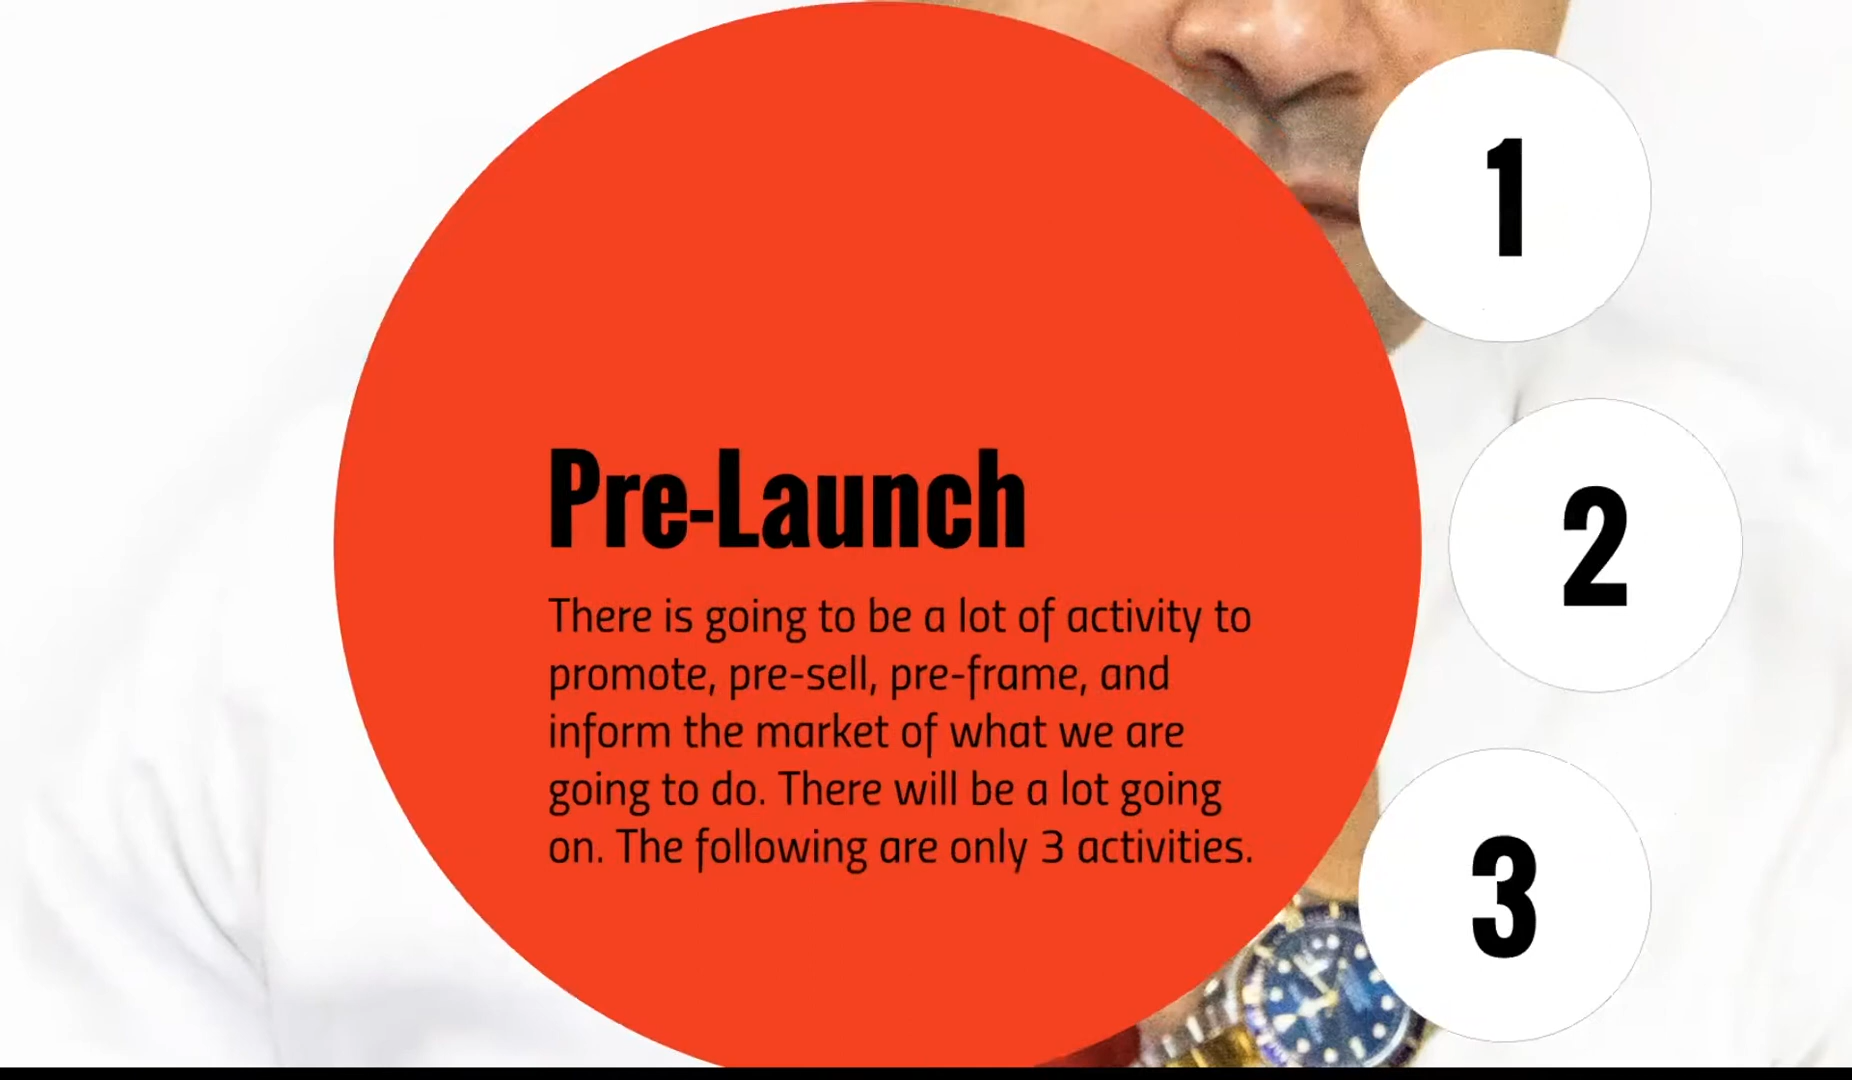 Pre-Launch
There is going to be a lot of activity to
promote, pre-sell, pre-frame, and
inform the market of what we are
going to do. There will be a lot going
on. The following are only 3 activities.
1
2
3